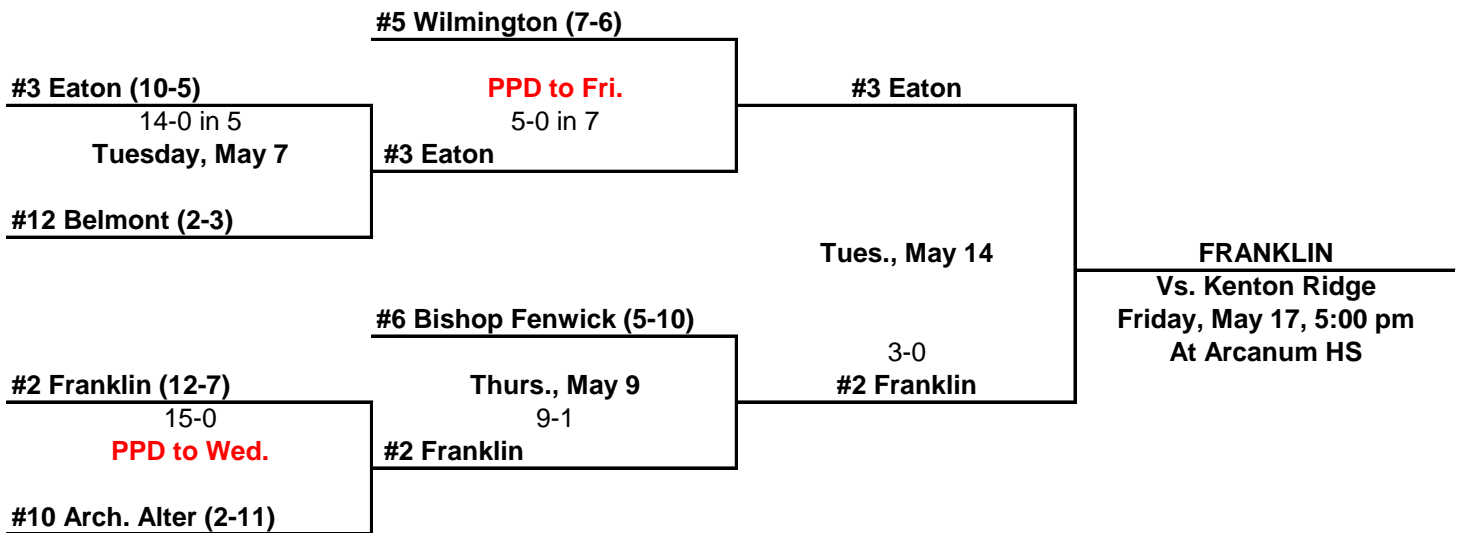 #5 Wilmington (7-6)
#3 Eaton (10-5)
PPD to Fri.
#3 Eaton
14-0 in 5
5-0 in 7
Tuesday, May 7
#3 Eaton
#12 Belmont (2-3)
Tues., May 14
FRANKLIN
Vs. Kenton Ridge
#6 Bishop Fenwick (5-10)
Friday, May 17, 5:00 pm
3-0
At Arcanum HS
#2 Franklin (12-7)
Thurs., May 9
#2 Franklin
15-0
9-1
PPD to Wed.
#2 Franklin
#10 Arch. Alter (2-11)